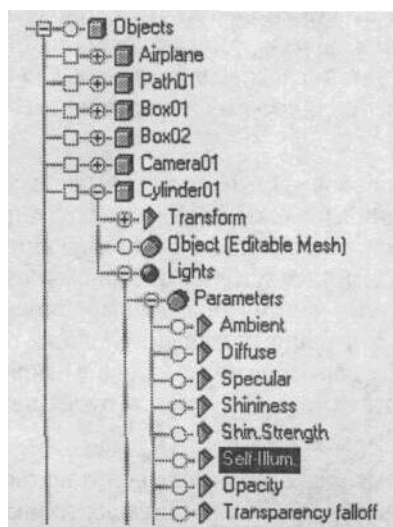 Objects
Airplane
Path01
Box01
Box02
Camera01
Cylinder01
Transform
Object (Editable Mesh)
Lights
Parameters
Ambient
Diffuse
Specular
Shininess
Shin.Strength
Self-Illum.
Opacity
Transparency falloff